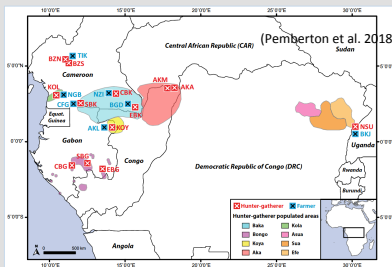 10°0'0"E 15°0'0"E 20°0'0"E 25°0'0"E 30°0'0"E
(Pemberton et al. 2018
Central African Republic (CAR)
Sudan
BZN TIK
BZS
5°0'0"N
Cameroon
AKM
AKA
KOL NGB
NZI CBK
CFG SBK
BGD
EBK
Equat.
Guinea
AKL KOY
NSU
BKJ
0°0'0"
Gabon
Congo
Uganda
SBG
CBG
EBG
Democratic Republic of Congo (DRC)
Rwanda
Burundi
5°0'0"S
Hunter-gatherer Farmer
Hunter-gatherer populated areas
Baka Kola
Bongo Asua
Koya Sua
Aka Efe
N
0 500 km
Angola